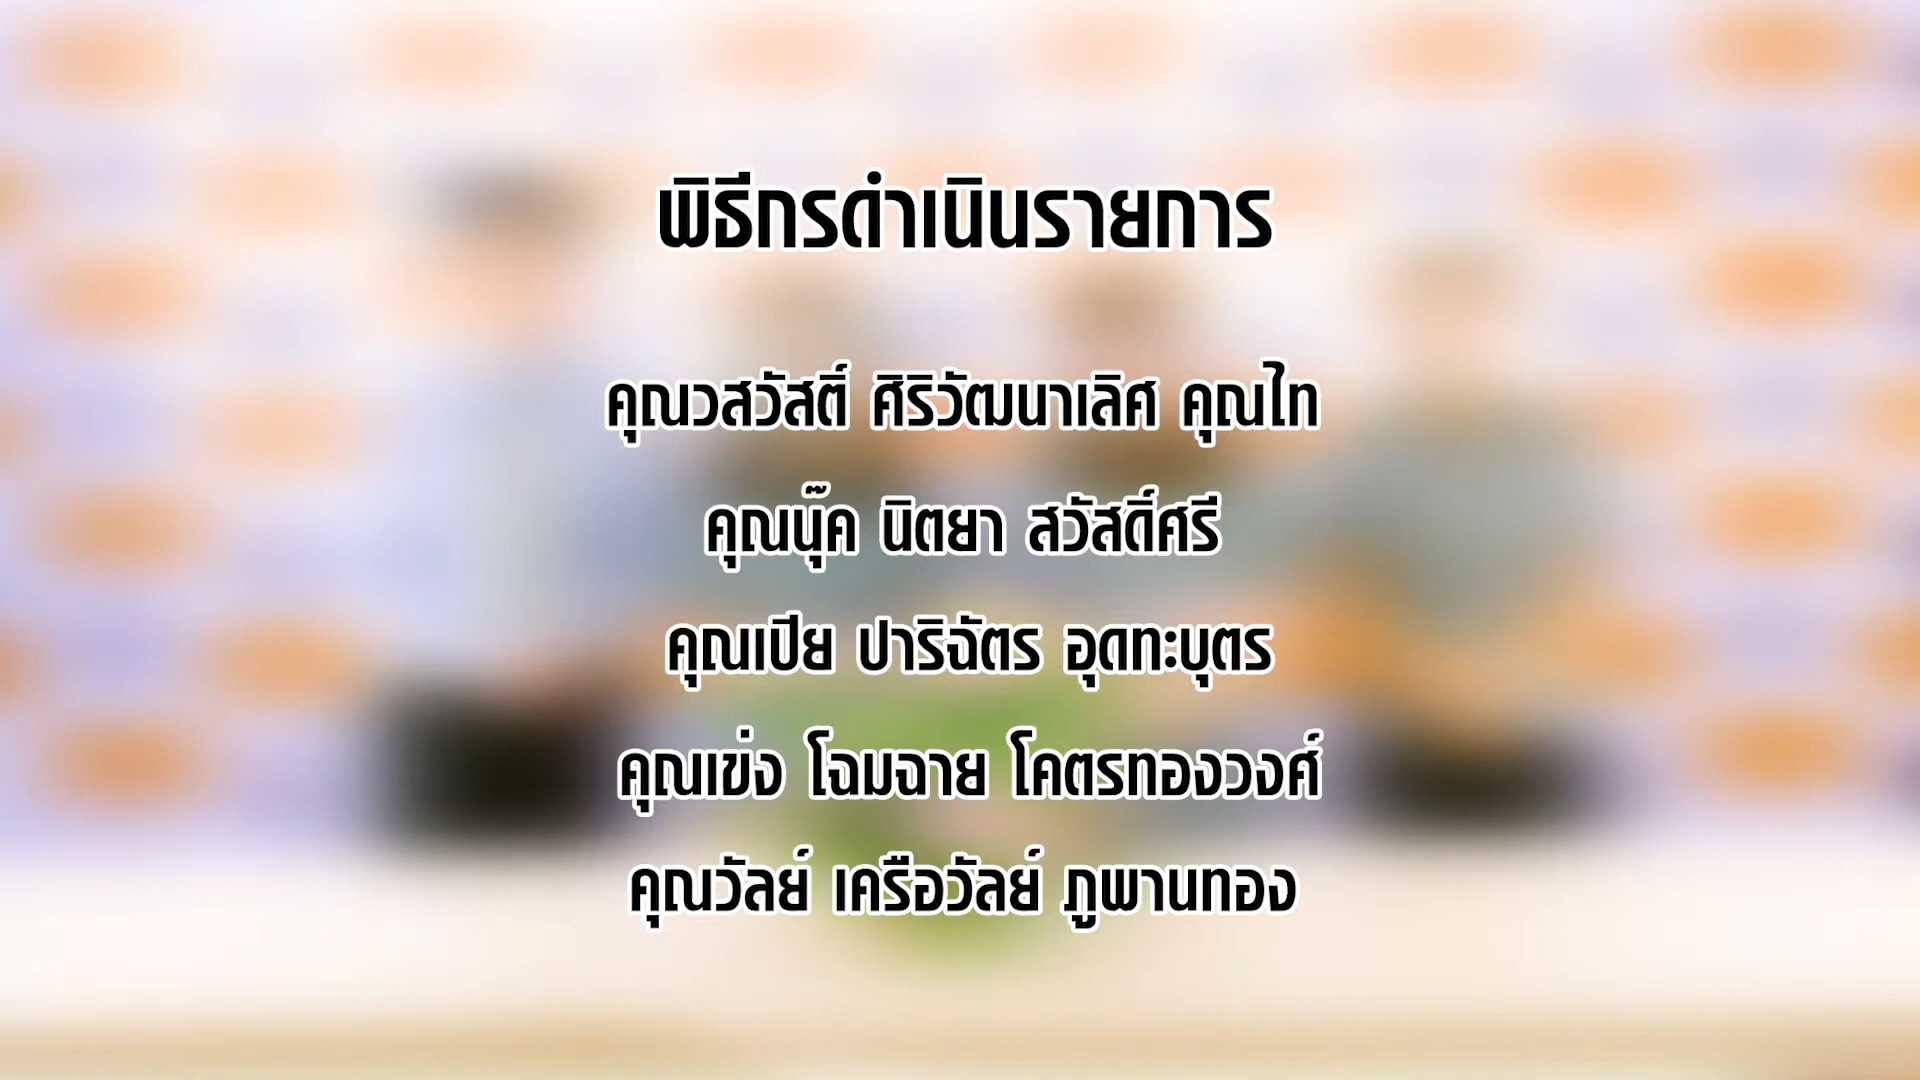 พิธีกรดำเนินรายการ
คุณวสวัสติ์ ศิริวัฒนาเลิศ คุณไท
คุณนุ๊ค นิตยา สวัสดิ์ศรี
คุณเปีย ปาริฉัตร อุดทะบุตร
คุณเข่ง โฉมฉาย โคตรทองวงศ์
คุณวัลย์ เครือวัลย์ ภูพานทอง